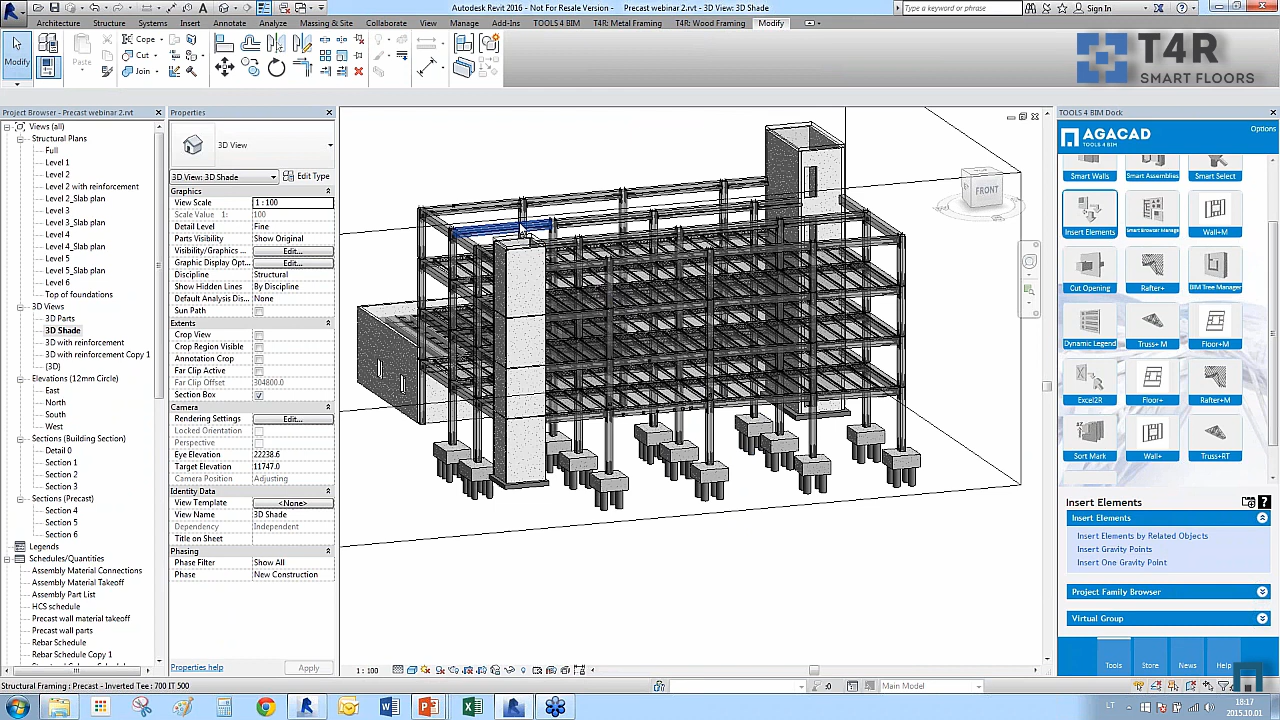 Autodesk Revit 2016 - Not For Resale Version - Precast webinar 2.rvt - 3D View: 3D Shade
Type a keyword or phrase
Sign In
Architecture Structure Systems Insert Annotate Analyze Massing & Site Collaborate View Manage Add-Ins TOOLS 4 BIM T4R: Metal Framing T4R: Wood Framing Modify
Modify
Paste
Cope
Cut
Join
T4R
SMART FLOORS
Project Browser - Precast webinar 2.rvt
Views (all)
Structural Plans
Full
Level 1
Level 2
Level 2 with reinforcement
Level 2_Slab plan
Level 3
Level 3_Slab plan
Level 4
Level 4_Slab plan
Level 5
Level 5_Slab plan
Level 6
Top of foundations
3D Views
3D Parts
3D Shade
3D with reinforcement
3D with reinforcement Copy 1
{3D}
Elevations (12mm Circle)
East
North
South
West
Sections (Building Section)
Detail 0
Section 1
Section 2
Section 3
Sections (Precast)
Section 4
Section 5
Section 6
Legends
Schedules/Quantities
Assembly Material Connections
Assembly Material Takeoff
Assembly Part List
HCS schedule
Precast wall material takeoff
Precast wall parts
Rebar Schedule
Rebar Schedule Copy 1
Properties
3D View
3D View: 3D Shade
Edit Type
Graphics
View Scale 1 : 100
Scale Value 1: 100
Detail Level Fine
Parts Visibility Show Original
Visibility/Graphics ... Edit...
Graphic Display Opt... Edit...
Discipline Structural
Show Hidden Lines By Discipline
Default Analysis Dis... None
Sun Path
Extents
Crop View
Crop Region Visible
Annotation Crop
Far Clip Active
Far Clip Offset 304800.0
Section Box
Camera
Rendering Settings Edit...
Locked Orientation
Perspective
Eye Elevation 22238.6
Target Elevation 11747.0
Camera Position Adjusting
Identity Data
View Template <None>
View Name 3D Shade
Dependency Independent
Title on Sheet
Phasing
Phase Filter Show All
Phase New Construction
Properties help
Apply
FRONT
1 : 100
TOOLS 4 BIM Dock
AGACAD
TOOLS 4 BIM
Options
Smart Walls Smart Assemblies Smart Select
Insert Elements Smart Browser Manage Wall+M
Cut Opening Rafter+ BIM Tree Manager
Dynamic Legend Truss+ M Floor+M
Excel2R Floor+ Rafter+M
Sort Mark Wall+ Truss+RT
Insert Elements
Insert Elements
Insert Elements by Related Objects
Insert Gravity Points
Insert One Gravity Point
Project Family Browser
Virtual Group
Tools Store News Help
Structural Framing : Precast - Inverted Tee : 700 IT 500
:0
Main Model
LT
18:17
2015.10.01